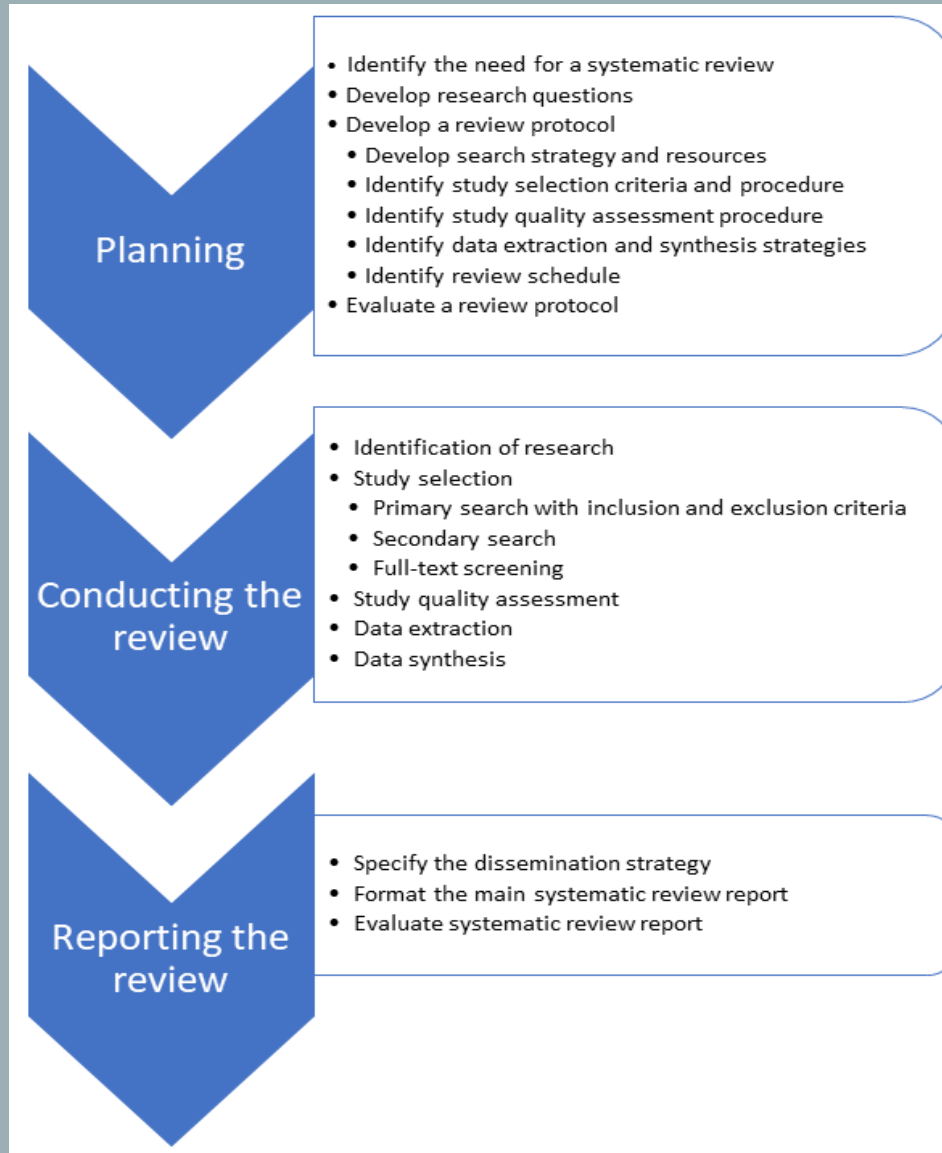 Planning
• Identify the need for a systematic review
• Develop research questions
• Develop a review protocol
• Develop search strategy and resources
• Identify study selection criteria and procedure
• Identify study quality assessment procedure
• Identify data extraction and synthesis strategies
• Identify review schedule
• Evaluate a review protocol
Conducting the
review
• Identification of research
• Study selection
• Primary search with inclusion and exclusion criteria
• Secondary search
• Full-text screening
• Study quality assessment
• Data extraction
• Data synthesis
Reporting the
review
• Specify the dissemination strategy
• Format the main systematic review report
• Evaluate systematic review report